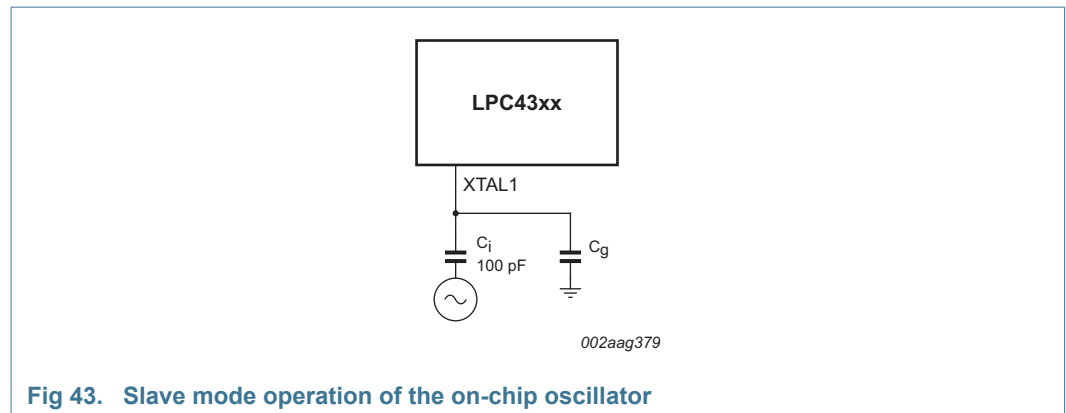 LPC43xx
XTAL1
Ci
100 pF
Cg
002aag379
Fig 43. Slave mode operation of the on-chip oscillator